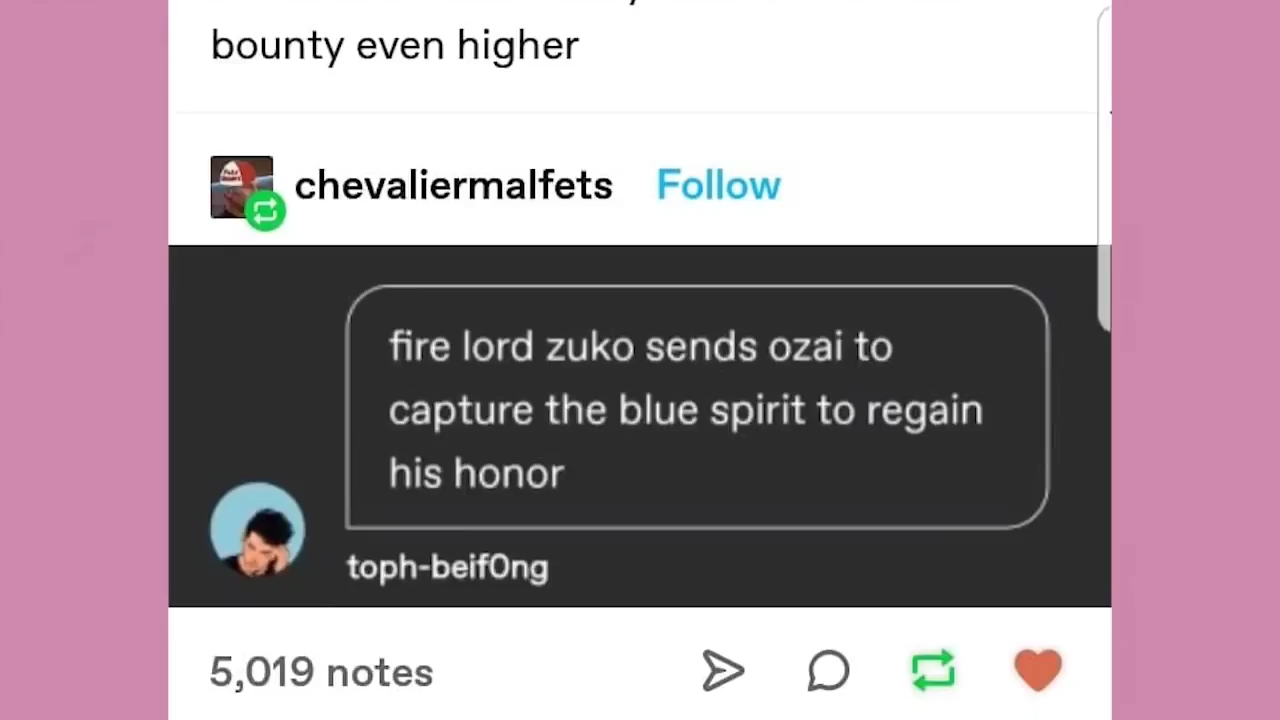 bounty even higher
chevaliermalfets Follow
fire lord zuko sends ozai to
capture the blue spirit to regain
his honor
toph-beif0ng
5,019 notes